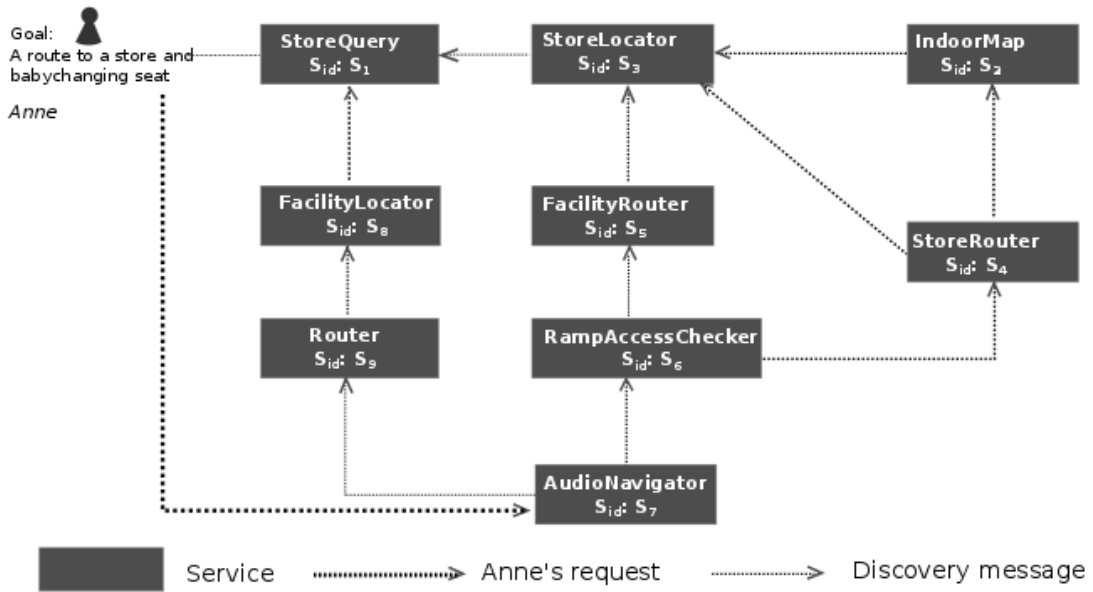 Goal:
A route to a store and
babychanging seat
Anne
StoreQuery
Sid: S1
StoreLocator
Sid: S3
IndoorMap
Sid: S2
FacilityLocator
Sid: S8
FacilityRouter
Sid: S5
StoreRouter
Sid: S4
Router
Sid: S9
RampAccessChecker
Sid: S6
AudioNavigator
Sid: S7
Service
Anne's request
Discovery message